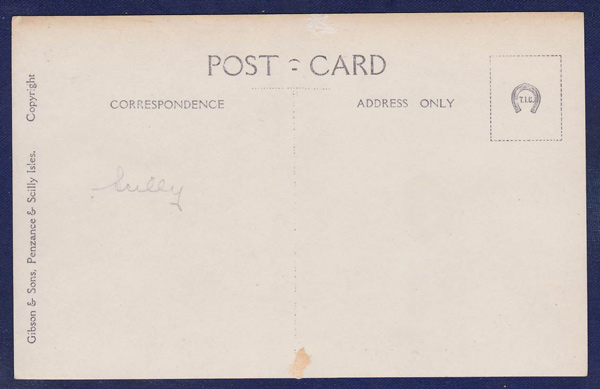 POST - CARD
CORRESPONDENCE
ADDRESS ONLY
T.I.C.
Scilly
Gibson & Sons, Penzance & Scilly Isles. Copyright